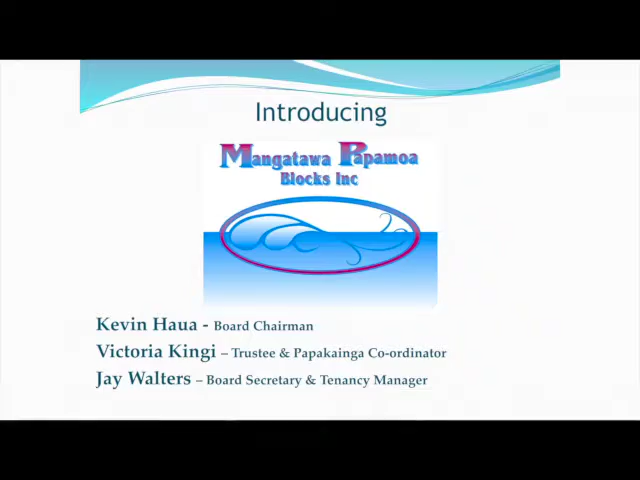 Introducing
Mangatawa Papamoa
Blocks Inc
Kevin Haua - Board Chairman
Victoria Kingi – Trustee & Papakainga Co-ordinator
Jay Walters – Board Secretary & Tenancy Manager